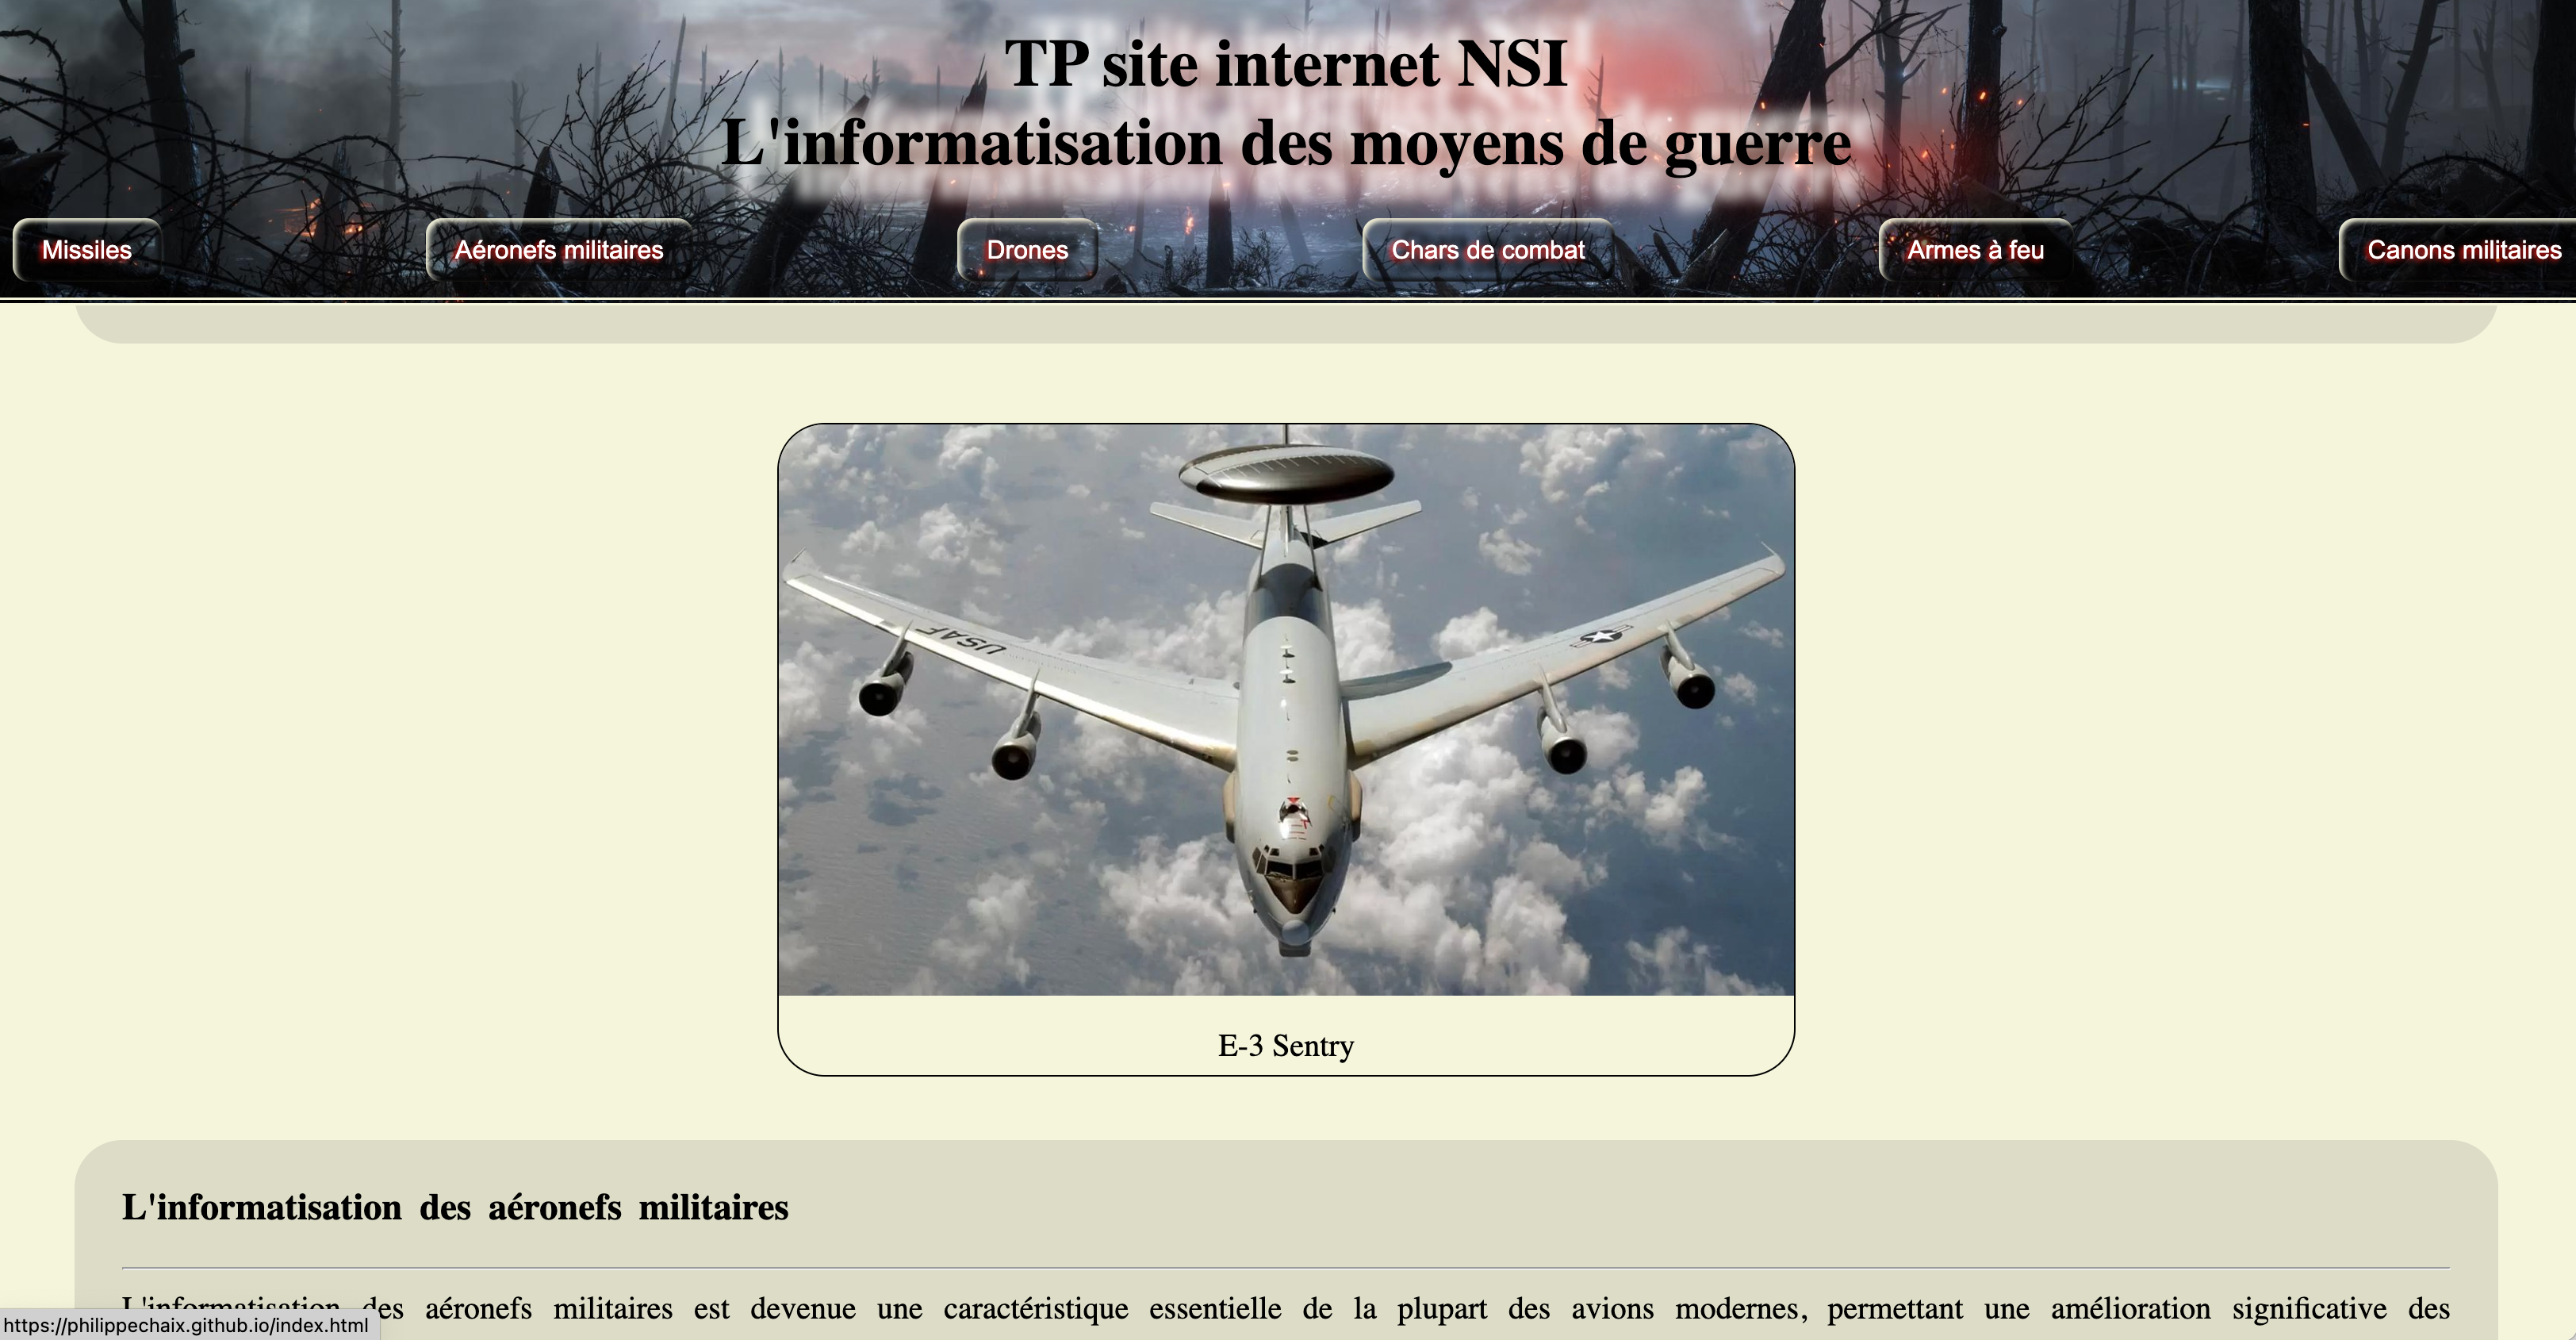 TP site internet NSI
L'informatisation des moyens de guerre
Missiles
Aéronefs militaires
Drones
Chars de combat
Armes à feu
Canons militaires
USAF
E-3 Sentry
L'informatisation des aéronefs militaires
L'informatisation des aéronefs militaires est devenue une caractéristique essentielle de la plupart des avions modernes, permettant une amélioration significative des
https://philippechaix.github.io/index.html